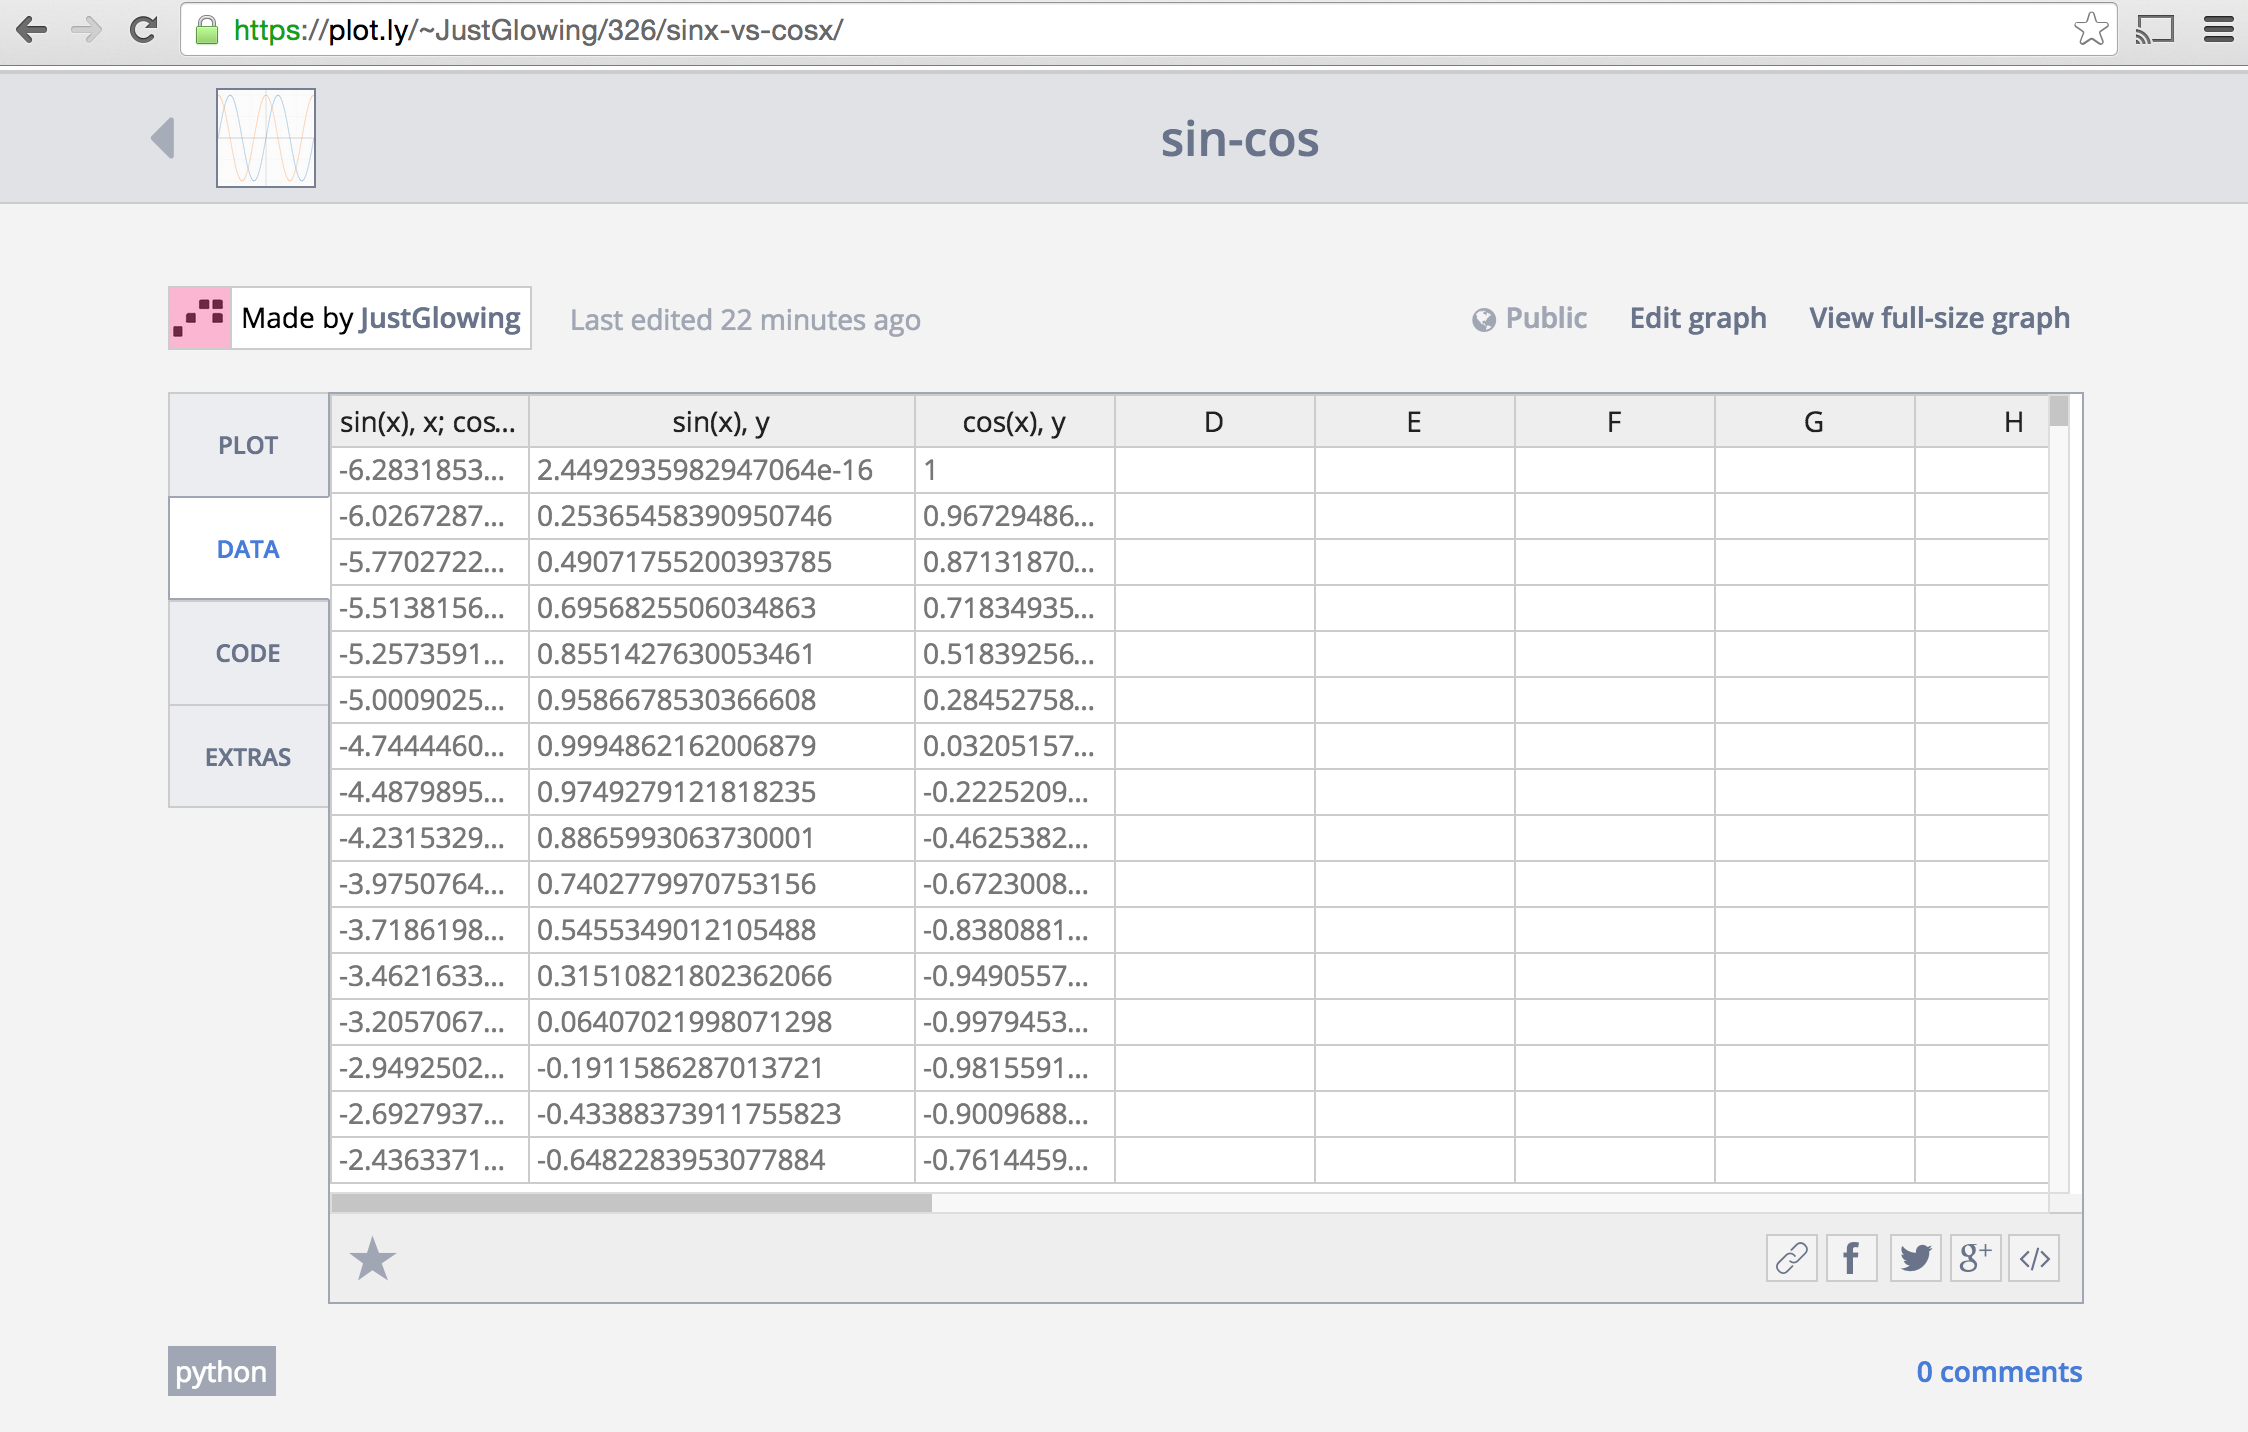 https://plot.ly/~JustGlowing/326/sinx-vs-cosx/
sin-cos
Made by JustGlowing Last edited 22 minutes ago Public Edit graph View full-size graph
PLOT
DATA
CODE
EXTRAS
sin(x), x; cos... sin(x), y cos(x), y D E F G H
-6.2831853... 2.4492935982947064e-16 1
-6.0267287... 0.25365458390950746 0.96729486...
-5.7702722... 0.49071755200393785 0.87131870...
-5.5138156... 0.6956825506034863 0.71834935...
-5.2573591... 0.8551427630053461 0.51839256...
-5.0009025... 0.9586678530366608 0.28452758...
-4.7444460... 0.9994862162006879 0.03205157...
-4.4879895... 0.9749279121818235 -0.2225209...
-4.2315329... 0.8865993063730001 -0.4625382...
-3.9750764... 0.7402779970753156 -0.6723008...
-3.7186198... 0.5455349012105488 -0.8380881...
-3.4621633... 0.31510821802362066 -0.9490557...
-3.2057067... 0.06407021998071298 -0.9979453...
-2.9492502... -0.1911586287013721 -0.9815591...
-2.6927937... -0.43388373911755823 -0.9009688...
-2.4363371... -0.6482283953077884 -0.7614459...
f g+ </>
python
0 comments